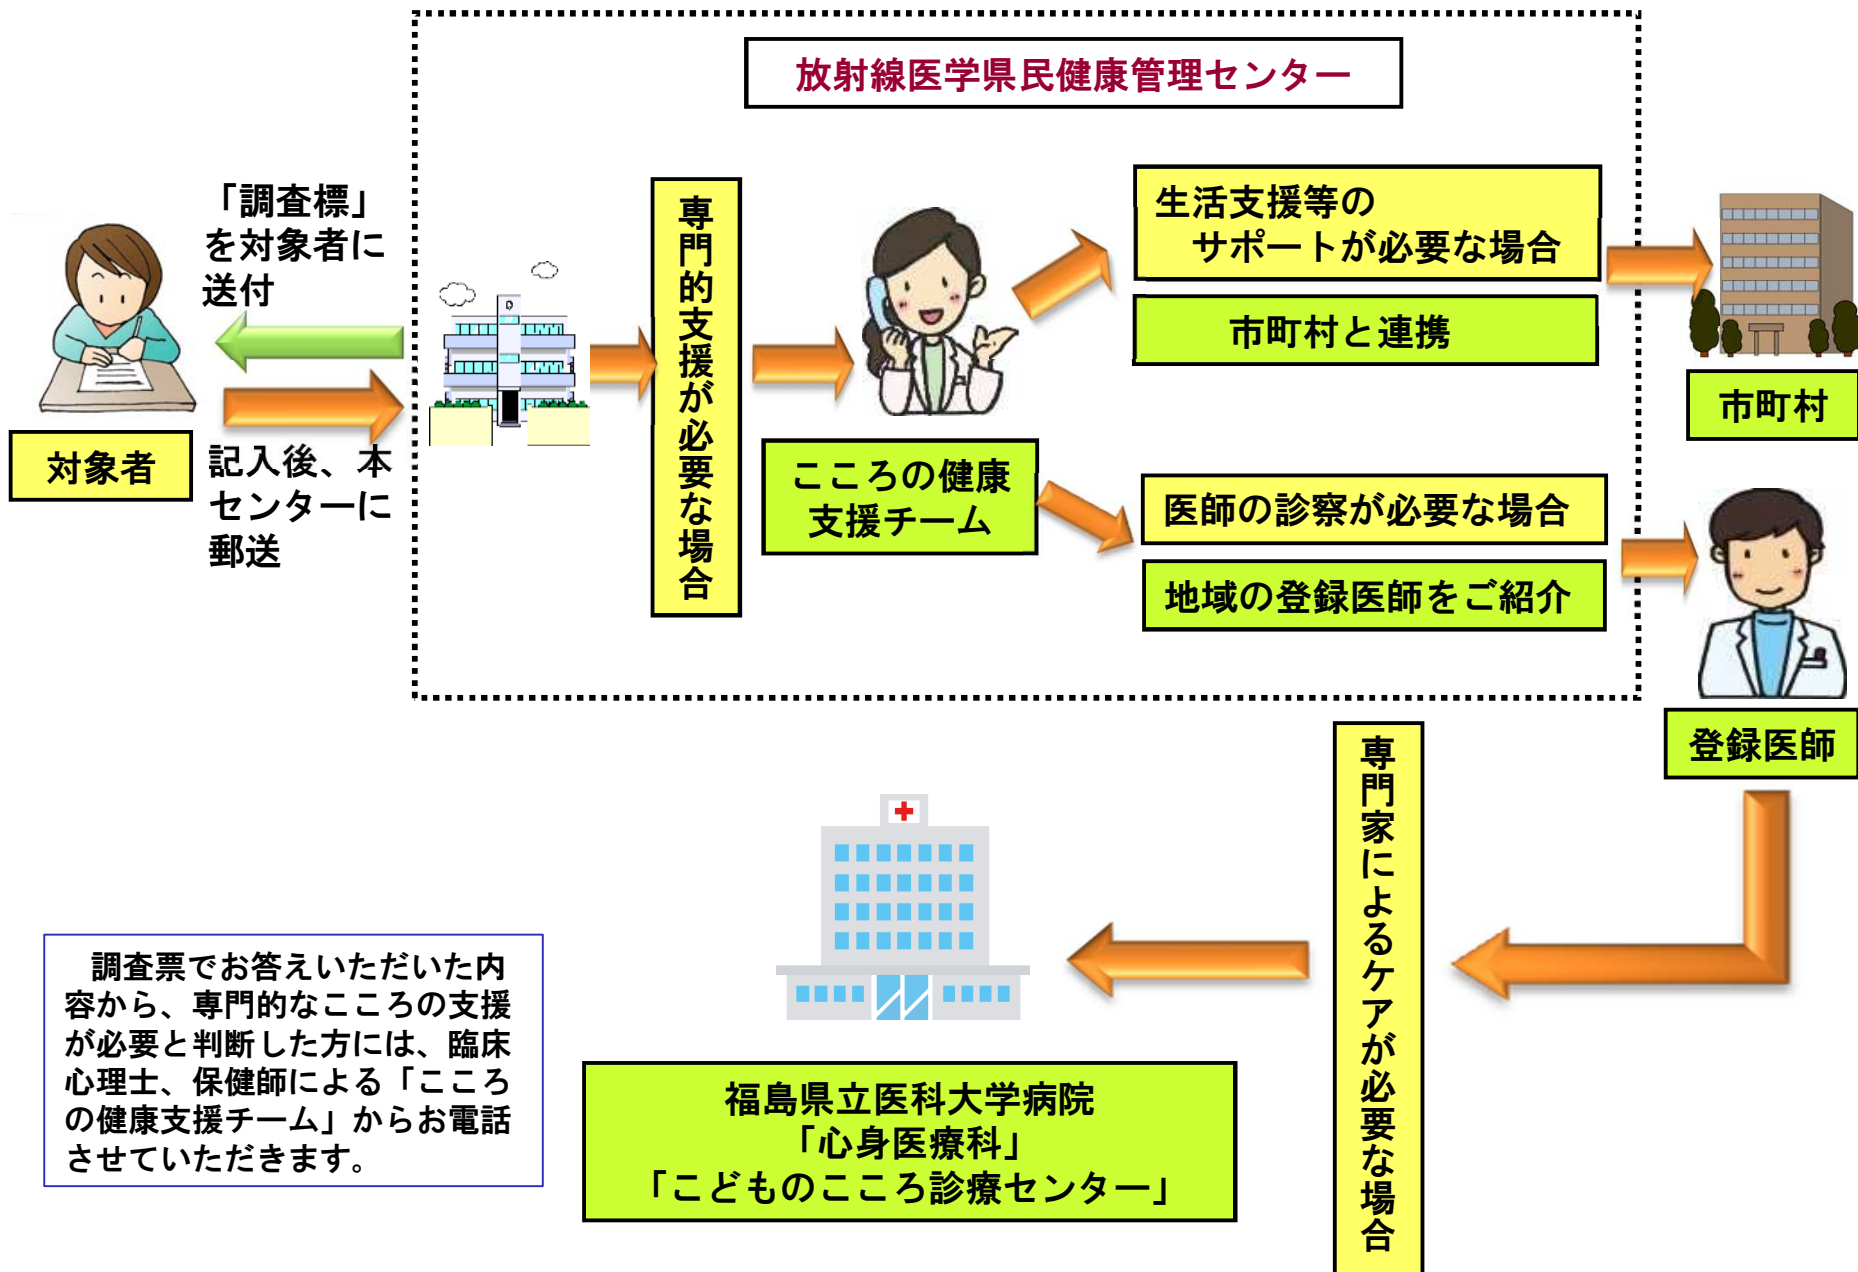 放射線医学県民健康管理センター
「調査標」
を対象者に
送付
対象者
記入後、本
センターに
郵送
専門的支援が必要な場合
こころの健康
支援チーム
生活支援等の
サポートが必要な場合
市町村と連携
市町村
医師の診察が必要な場合
地域の登録医師をご紹介
登録医師
専門家によるケアが必要な場合
福島県立医科大学病院
「心身医療科」
「こどものこころ診療センター」
調査票でお答えいただいた内
容から、専門的なこころの支援
が必要と判断した方には、臨床
心理士、保健師による「こころ
の健康支援チーム」からお電話
させていただきます。